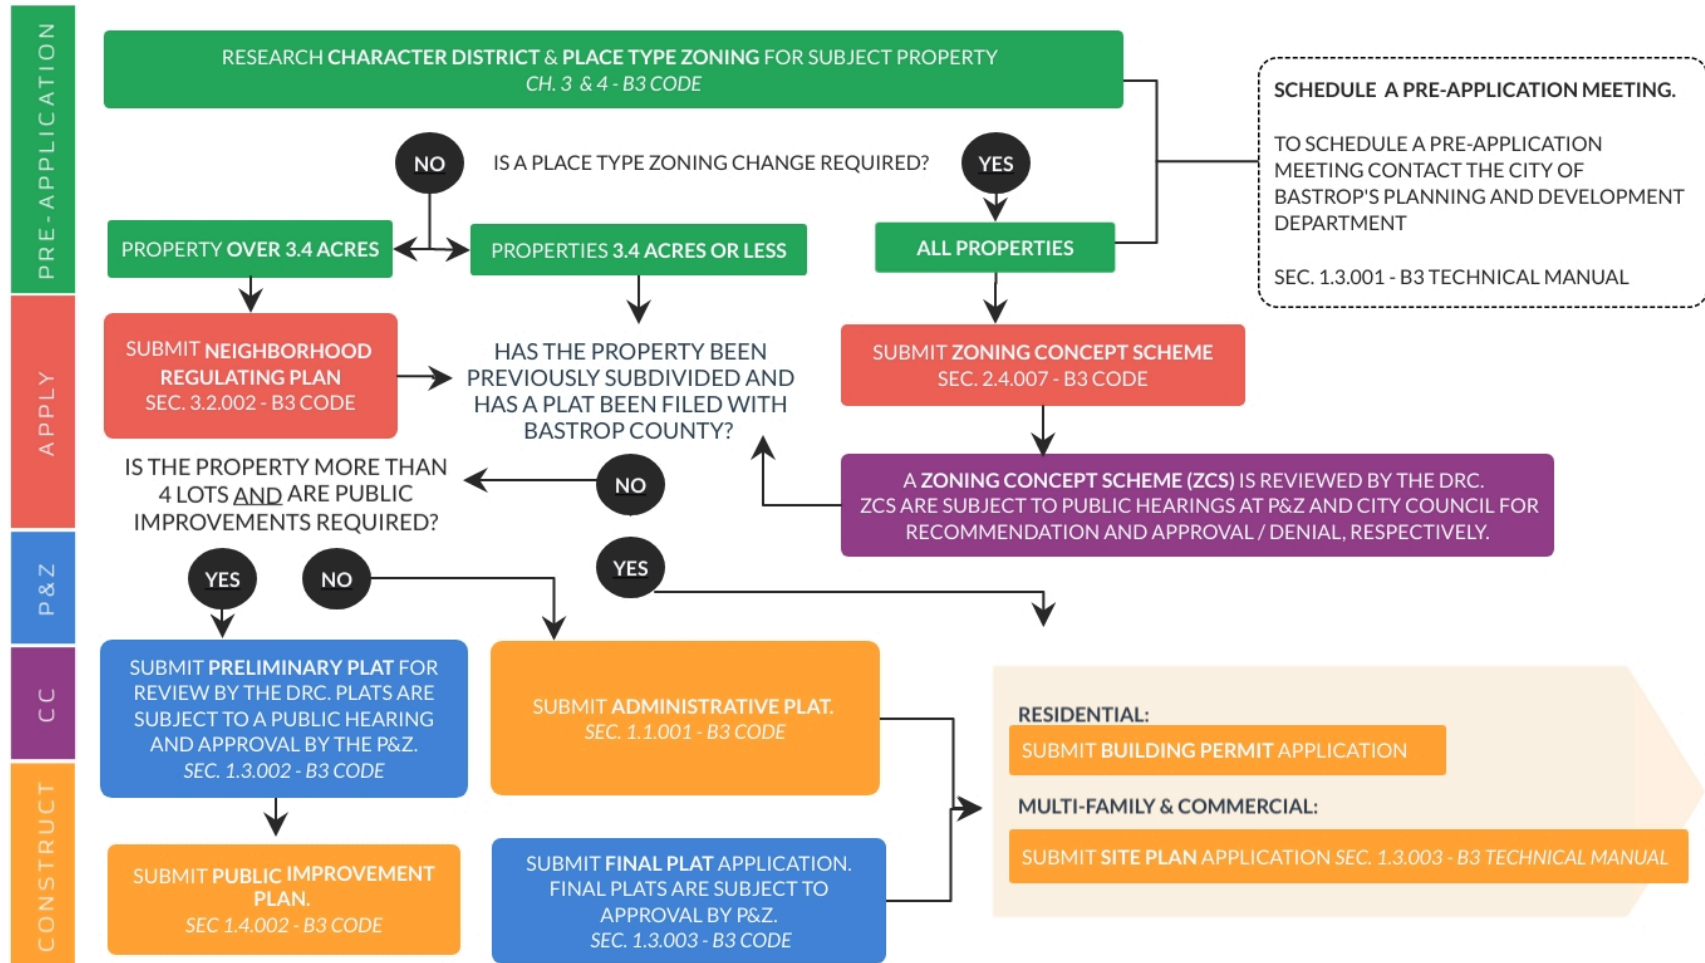 PRE-APPLICATION
RESEARCH CHARACTER DISTRICT & PLACE TYPE ZONING FOR SUBJECT PROPERTY
CH. 3 & 4 - B3 CODE
SCHEDULE A PRE-APPLICATION MEETING.
TO SCHEDULE A PRE-APPLICATION
MEETING CONTACT THE CITY OF
BASTROP'S PLANNING AND DEVELOPMENT
DEPARTMENT
SEC. 1.3.001 - B3 TECHNICAL MANUAL
NO
IS A PLACE TYPE ZONING CHANGE REQUIRED?
YES
PROPERTY OVER 3.4 ACRES
PROPERTIES 3.4 ACRES OR LESS
ALL PROPERTIES
APPLY
SUBMIT NEIGHBORHOOD
REGULATING PLAN
SEC. 3.2.002 - B3 CODE
HAS THE PROPERTY BEEN
PREVIOUSLY SUBDIVIDED AND
HAS A PLAT BEEN FILED WITH
BASTROP COUNTY?
SUBMIT ZONING CONCEPT SCHEME
SEC. 2.4.007 - B3 CODE
A ZONING CONCEPT SCHEME (ZCS) IS REVIEWED BY THE DRC.
ZCS ARE SUBJECT TO PUBLIC HEARINGS AT P&Z AND CITY COUNCIL FOR
RECOMMENDATION AND APPROVAL / DENIAL, RESPECTIVELY.
IS THE PROPERTY MORE THAN
4 LOTS AND ARE PUBLIC
IMPROVEMENTS REQUIRED?
NO
YES
P&Z
YES
NO
CC
SUBMIT PRELIMINARY PLAT FOR
REVIEW BY THE DRC. PLATS ARE
SUBJECT TO A PUBLIC HEARING
AND APPROVAL BY THE P&Z.
SEC. 1.3.002 - B3 CODE
SUBMIT ADMINISTRATIVE PLAT.
SEC. 1.1.001 - B3 CODE
RESIDENTIAL:
SUBMIT BUILDING PERMIT APPLICATION
MULTI-FAMILY & COMMERCIAL:
SUBMIT SITE PLAN APPLICATION SEC. 1.3.003 - B3 TECHNICAL MANUAL
CONSTRUCT
SUBMIT PUBLIC IMPROVEMENT
PLAN.
SEC 1.4.002 - B3 CODE
SUBMIT FINAL PLAT APPLICATION.
FINAL PLATS ARE SUBJECT TO
APPROVAL BY P&Z.
SEC. 1.3.003 - B3 CODE